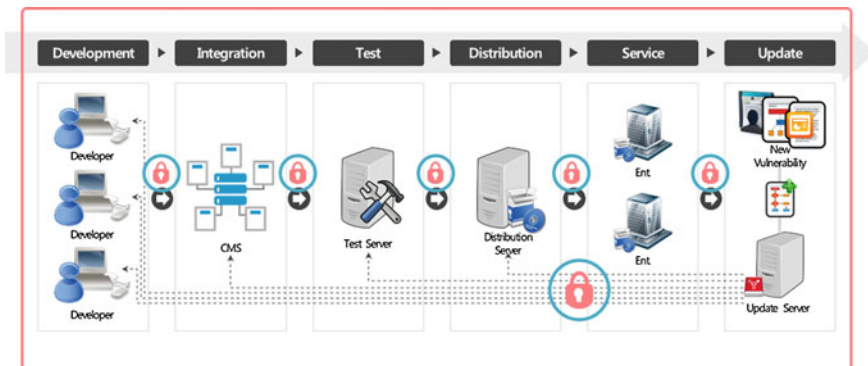 Development
Integration
Test
Distribution
Service
Update
Developer
Developer
Developer
CMS
Test Server
Distribution
Server
Ent
Ent
New
Vulnerability
Update Server